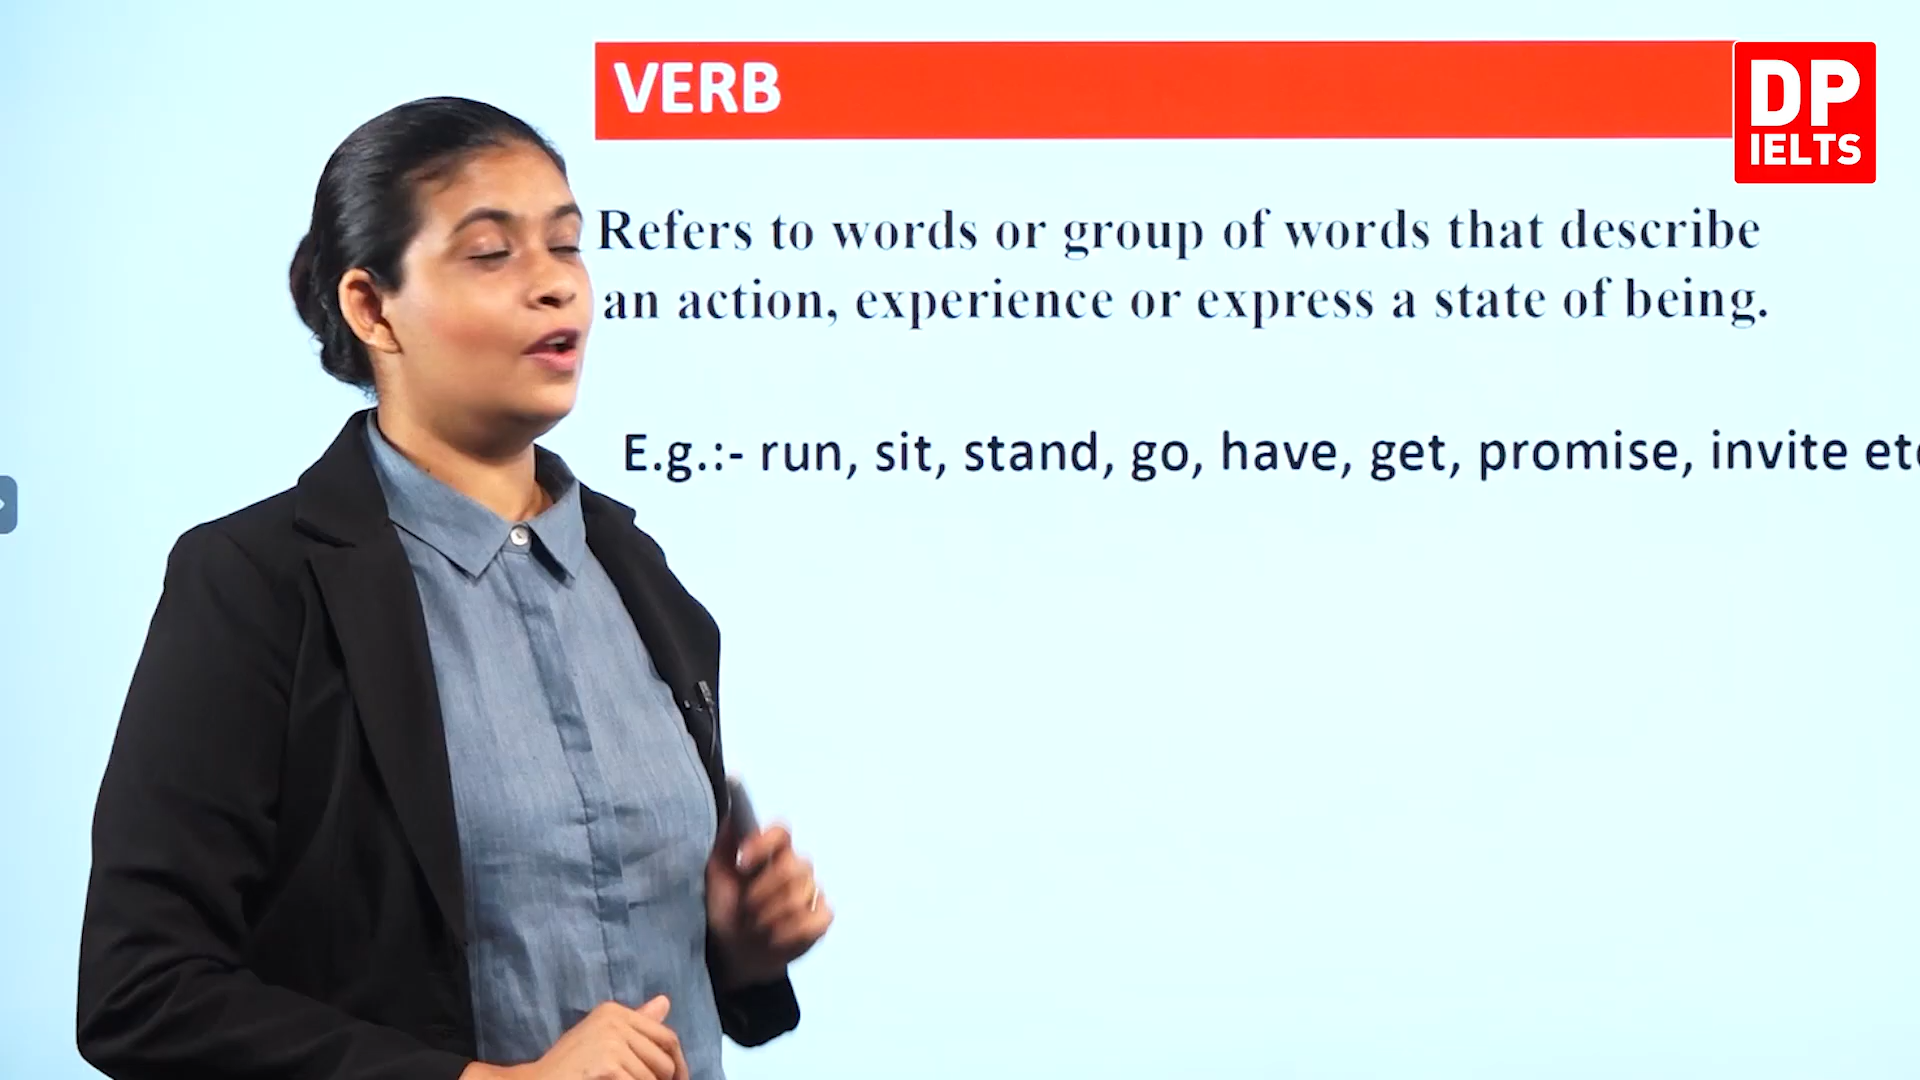 VERB
DP
IELTS
Refers to words or group of words that describe
an action, experience or express a state of being.
E.g.:- run, sit, stand, go, have, get, promise, invite